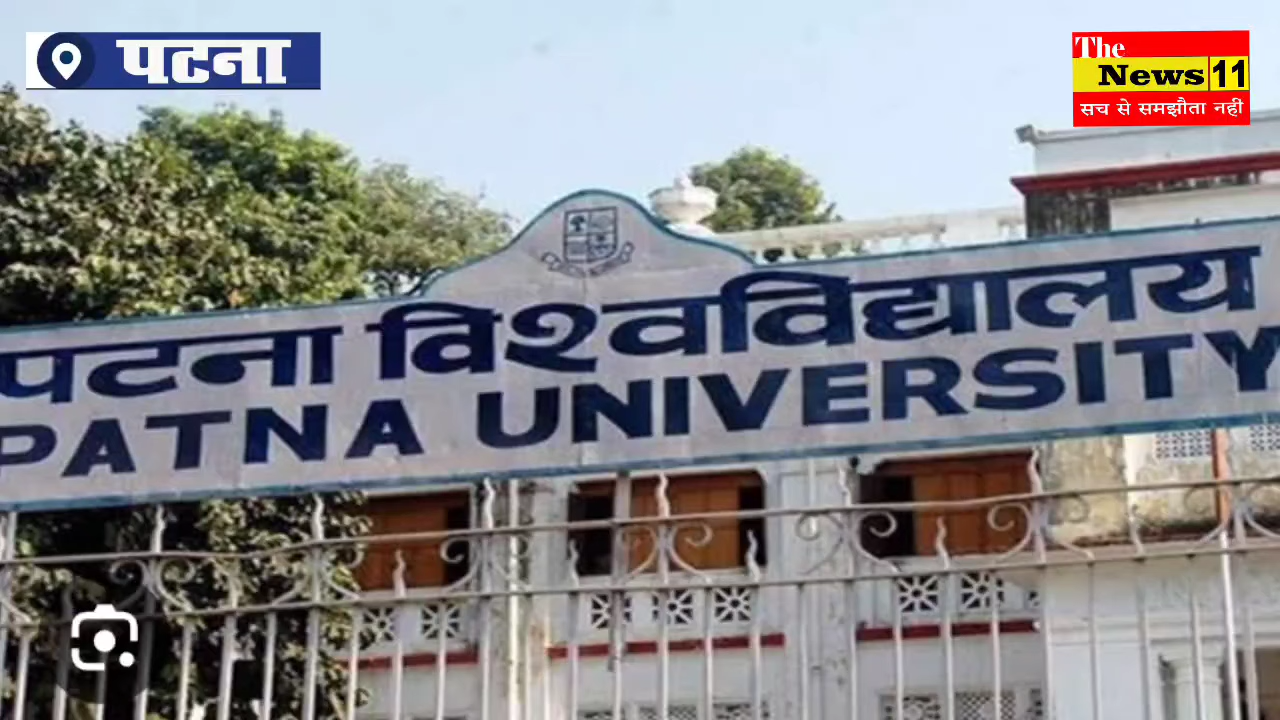 पटना
The
News 11
सच से समझौता नही
पटना विश्वविद्यालय
PATNA UNIVERSITY